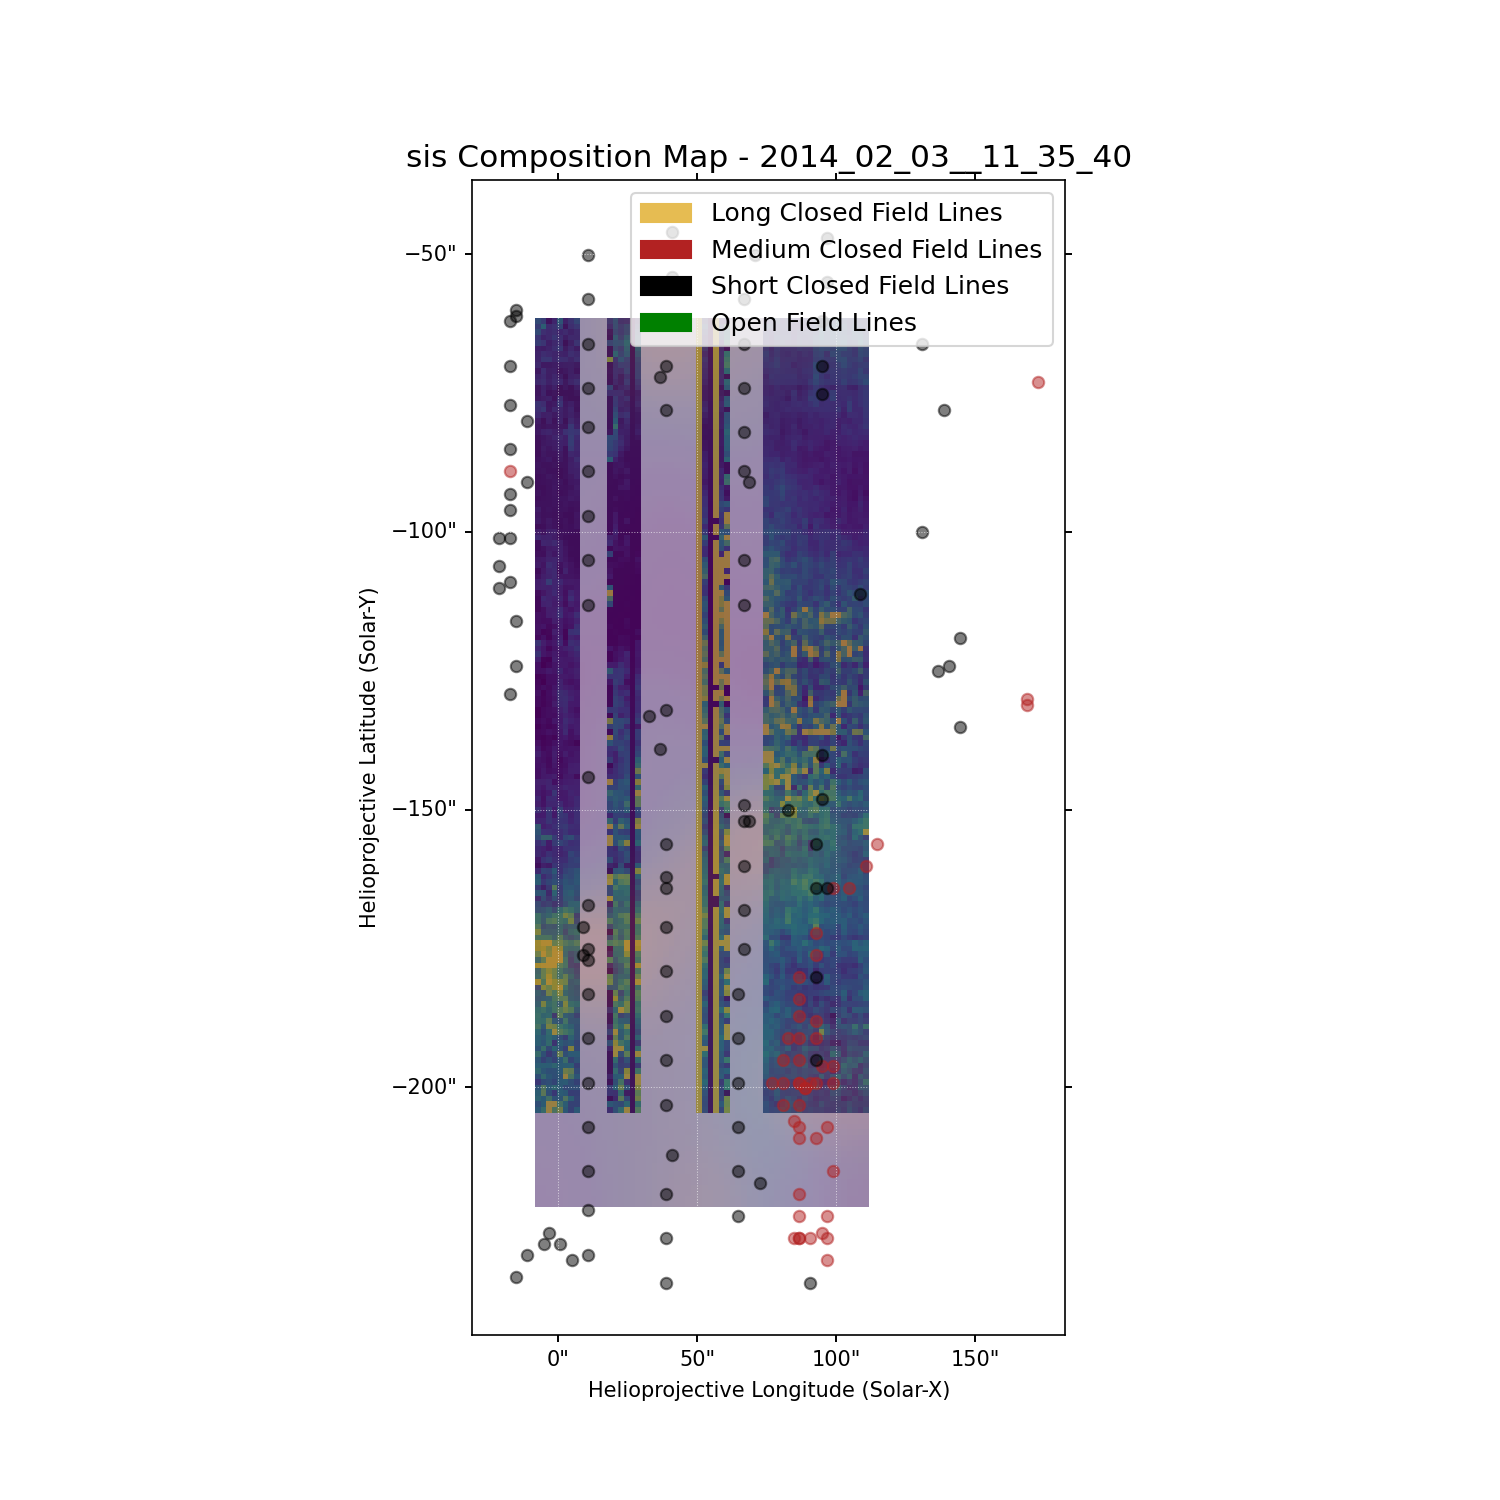 sis Composition Map - 2014_02_03__11_35_40
Long Closed Field Lines
Medium Closed Field Lines
Short Closed Field Lines
Open Field Lines
−50"
−100"
−150"
−200"
Helioprojective Latitude (Solar-Y)
0"
50"
100"
150"
Helioprojective Longitude (Solar-X)